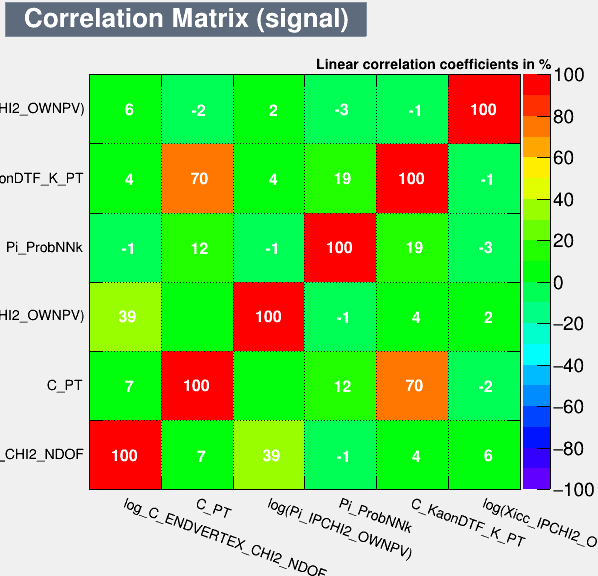 Correlation Matrix (signal)
Linear correlation coefficients in %
HI2_OWNPV) 6 -2 2 -3 -1 100
onDTF_K_PT 4 70 4 19 100 -1
Pi_ProbNNk -1 12 -1 100 19 -3
HI2_OWNPV) 39 100 -1 4 2
C_PT 7 100 12 70 -2
_CHI2_NDOF 100 7 39 -1 4 6
100
80
60
40
20
0
−20
−40
−60
−80
−100
log_C_ENDVERTEX_CHI2_NDOF
C_PT
log(Pi_IPCHI2_OWNPV)
Pi_ProbNNk
C_KaonDTF_K_PT
log(Xicc_IPCHI2_O